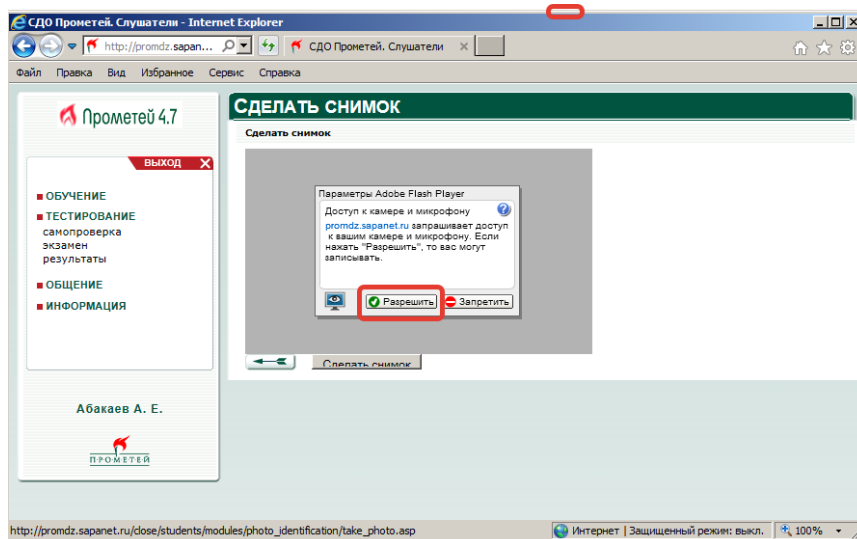 СДО Прометей. Слушатели - Internet Explorer
http://promdz.sapan...
СДО Прометей. Слушатели
Файл Правка Вид Избранное Сервис Справка
Прометей 4.7
ВЫХОД
ОБУЧЕНИЕ
ТЕСТИРОВАНИЕ
самопроверка
экзамен
результаты
ОБЩЕНИЕ
ИНФОРМАЦИЯ
Абакаев А. Е.
ПРОМЕТЕЙ
СДЕЛАТЬ СНИМОК
Сделать снимок
Параметры Adobe Flash Player
Доступ к камере и микрофону
promdz.sapanet.ru запрашивает доступ
к вашим камере и микрофону. Если
нажать "Разрешить", то вас могут
записывать.
Разрешить Запретить
Сделать снимок
http://promdz.sapanet.ru/close/students/modules/photo_identification/take_photo.asp
Интернет | Защищенный режим: выкл.
100%